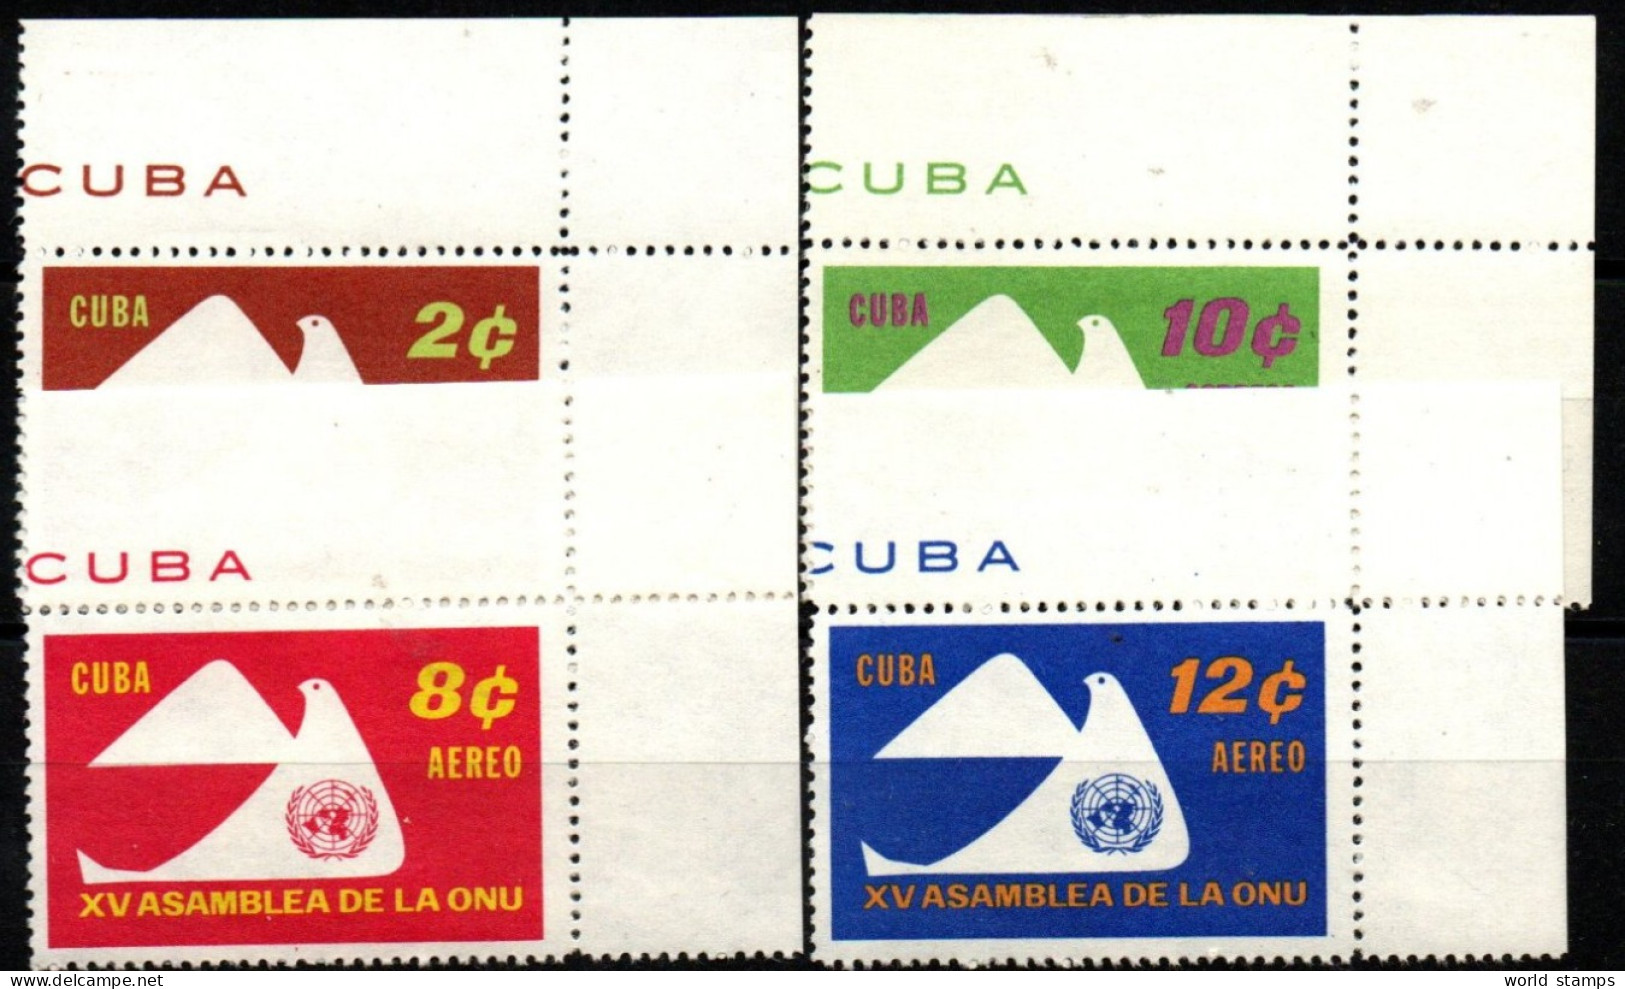 CUBA
CUBA
CUBA 2¢
CUBA 10¢
CUBA
CUBA
CUBA 8¢
AEREO
XV ASAMBLEA DE LA ONU
CUBA 12¢
AEREO
XV ASAMBLEA DE LA ONU
delcampe.net
world stamps